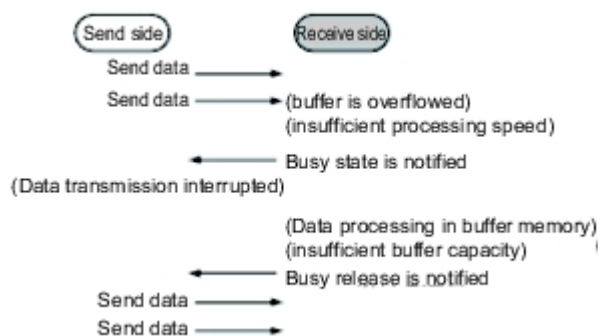 Send side
Receive side
Send data
Send data
(buffer is overflowed)
(insufficient processing speed)
Busy state is notified
(Data transmission interrupted)
(Data processing in buffer memory)
(insufficient buffer capacity)
Busy release is notified
Send data
Send data